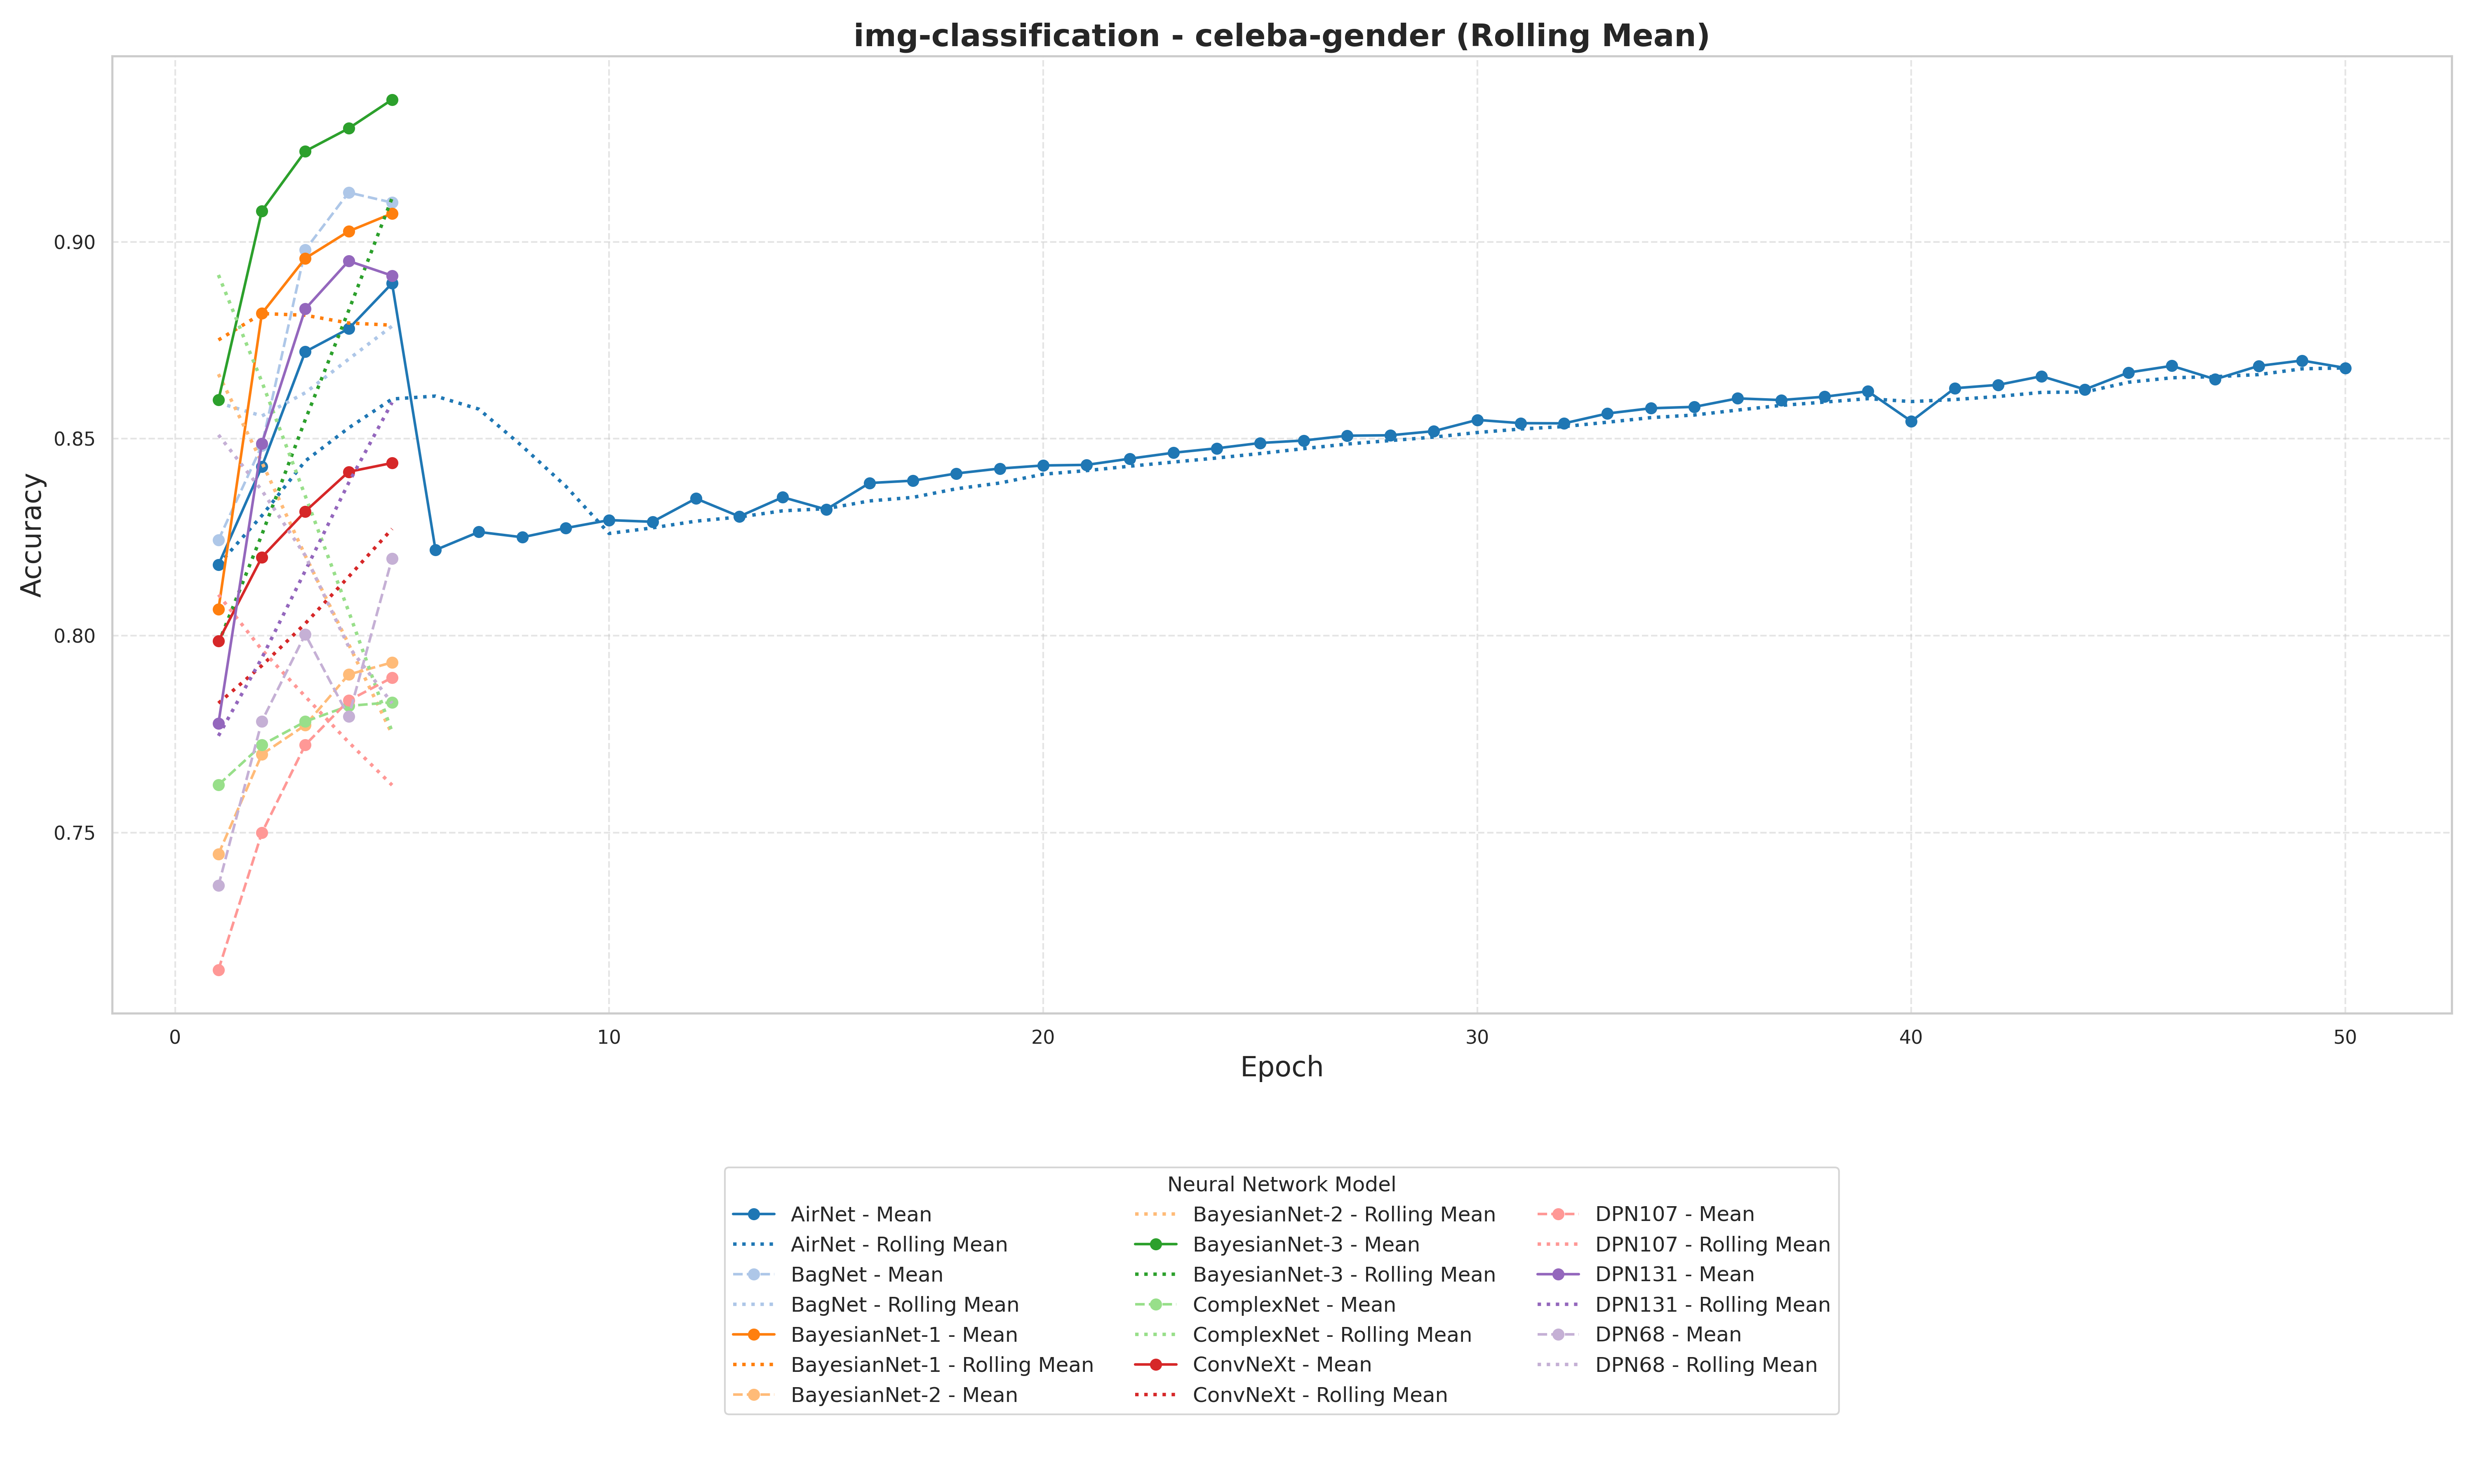 img-classification - celeba-gender (Rolling Mean)
Accuracy
0.90
0.85
0.80
0.75
0 10 20 30 40 50
Epoch
Neural Network Model
AirNet - Mean
AirNet - Rolling Mean
BagNet - Mean
BagNet - Rolling Mean
BayesianNet-1 - Mean
BayesianNet-1 - Rolling Mean
BayesianNet-2 - Mean
BayesianNet-2 - Rolling Mean
BayesianNet-3 - Mean
BayesianNet-3 - Rolling Mean
ComplexNet - Mean
ComplexNet - Rolling Mean
ConvNeXt - Mean
ConvNeXt - Rolling Mean
DPN107 - Mean
DPN107 - Rolling Mean
DPN131 - Mean
DPN131 - Rolling Mean
DPN68 - Mean
DPN68 - Rolling Mean